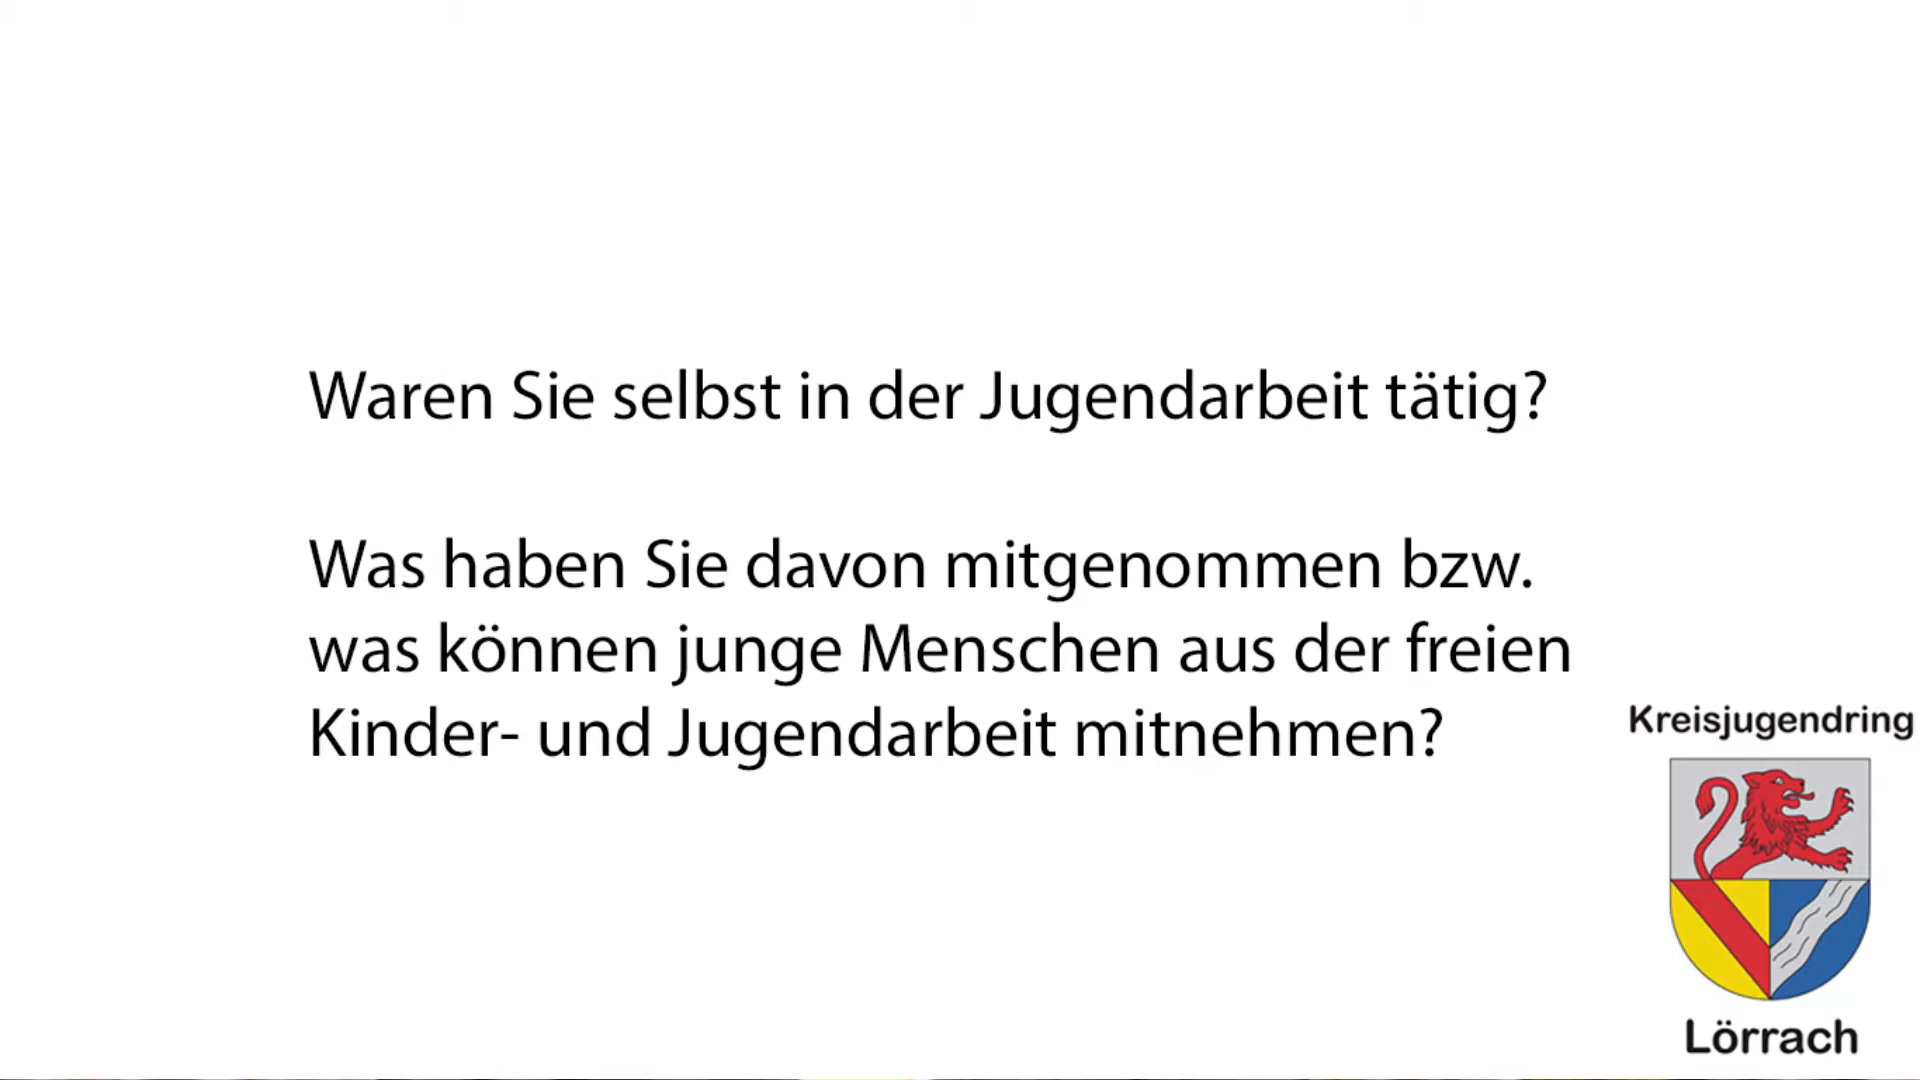 Waren Sie selbst in der Jugendarbeit tätig?
Was haben Sie davon mitgenommen bzw.
was können junge Menschen aus der freien
Kinder- und Jugendarbeit mitnehmen?
Kreisjugendring
Lörrach